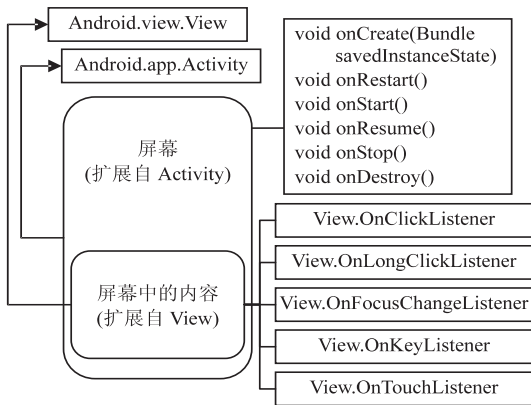 Android.view.View
Android.app.Activity
屏幕
(扩展自 Activity)
屏幕中的内容
(扩展自 View)
void onCreate(Bundle
savedInstanceState)
void onRestart()
void onStart()
void onResume()
void onStop()
void onDestroy()
View.OnClickListener
View.OnLongClickListener
View.OnFocusChangeListener
View.OnKeyListener
View.OnTouchListener